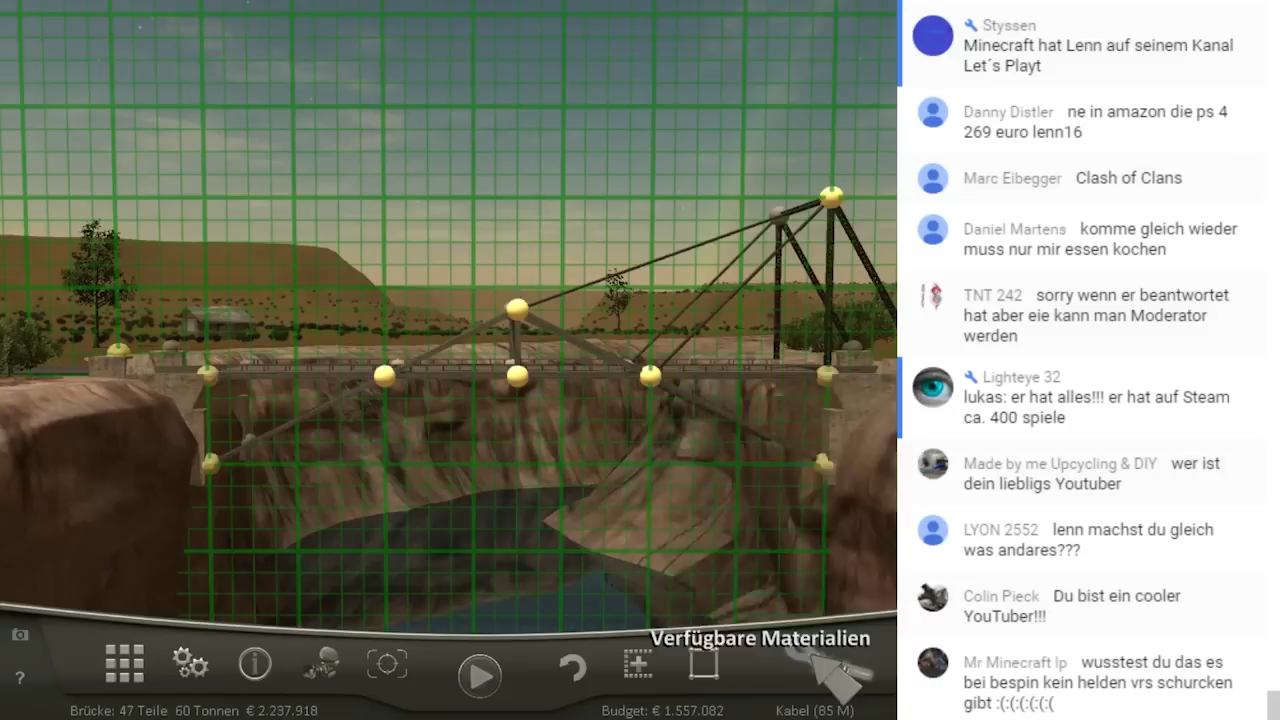 Styssen
Minecraft hat Lenn auf seinem Kanal
Let´s Playt
Danny Distler ne in amazon die ps 4
269 euro lenn16
Marc Eibegger Clash of Clans
Daniel Martens komme gleich wieder
muss nur mir essen kochen
TNT 242 sorry wenn er beantwortet
hat aber eie kann man Moderator
werden
Lighteye 32
lukas: er hat alles!!! er hat auf Steam
ca. 400 spiele
Made by me Upcycling & DIY wer ist
dein liebligs Youtuber
LYON 2552 lenn machst du gleich
was andares???
Colin Pieck Du bist ein cooler
YouTuber!!!
Mr Minecraft lp wusstest du das es
bei bespin kein helden vrs schurcken
gibt :(:(:(:(:(:(
Verfügbare Materialien
?
Brücke: 47 Teile 60 Tonnen € 2.237.918
Budget: € 1.557.082
Kabel (85 M)